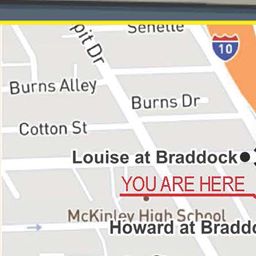 Senelle
pit Dr
10
Burns Alley
Burns Dr
Cotton St
Louise at Braddock
YOU ARE HERE
McKinley High School
Howard at Braddo